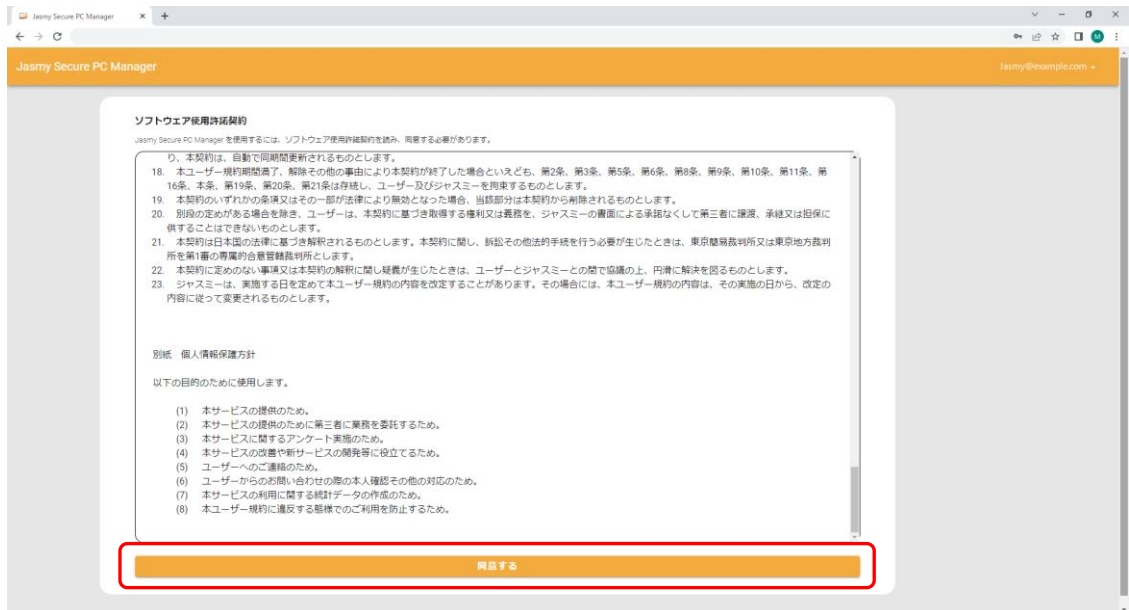 Jasmy Secure PC Manager
Jasmy Secure PC Manager
Jasmy@example.com
ソフトウェア使用許諾契約
Jasmy Secure PC Manager を使用するには、ソフトウェア使用許諾契約を読み、同意する必要があります。
り、本契約は、自動で同期間更新されるものとします。
18. 本ユーザー規約期間満了、解除その他の事由により本契約が終了した場合といえども、第2条、第3条、第5条、第6条、第8条、第9条、第10条、第11条、第
16条、本条、第19条、第20条、第21条は存続し、ユーザー及びジャスミーを拘束するものとします。
19. 本契約のいずれかの条項又はその一部が法律により無効となった場合、当該部分は本契約から削除されるものとします。
20. 別段の定めがある場合を除き、ユーザーは、本契約に基づき取得する権利又は義務を、ジャスミーの書面による承諾なくして第三者に譲渡、承継又は担保に
供することはできないものとします。
21. 本契約は日本国の法律に基づき解釈されるものとします。本契約に関し、訴訟その他法的手続を行う必要が生じたときは、東京簡易裁判所又は東京地方裁判
所を第1審の専属的合意管轄裁判所とします。
22. 本契約に定めのない事項又は本契約の解釈に関し疑義が生じたときは、ユーザーとジャスミーとの間で協議の上、円滑に解決を図るものとします。
23. ジャスミーは、実施する日を定めて本ユーザー規約の内容を改定することがあります。その場合には、本ユーザー規約の内容は、その実施の日から、改定の
内容に従って変更されるものとします。
別紙 個人情報保護方針
以下の目的のために使用します。
(1) 本サービスの提供のため。
(2) 本サービスの提供のために第三者に業務を委託するため。
(3) 本サービスに関するアンケート実施のため。
(4) 本サービスの改善や新サービスの開発等に役立てるため。
(5) ユーザーへのご連絡のため。
(6) ユーザーからのお問い合わせの際の本人確認その他の対応のため。
(7) 本サービスの利用に関する統計データの作成のため。
(8) 本ユーザー規約に違反する態様でのご利用を防止するため。
同意する